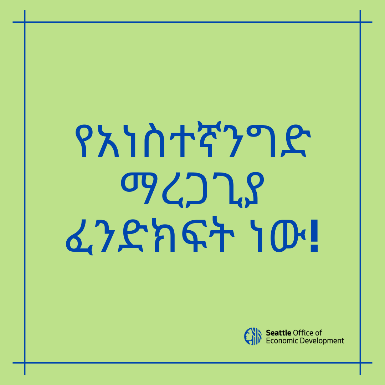 የአነስተኛንግድ
ማረጋጊያ
ፈንድክፍት ነው!
Seattle Office of
Economic Development